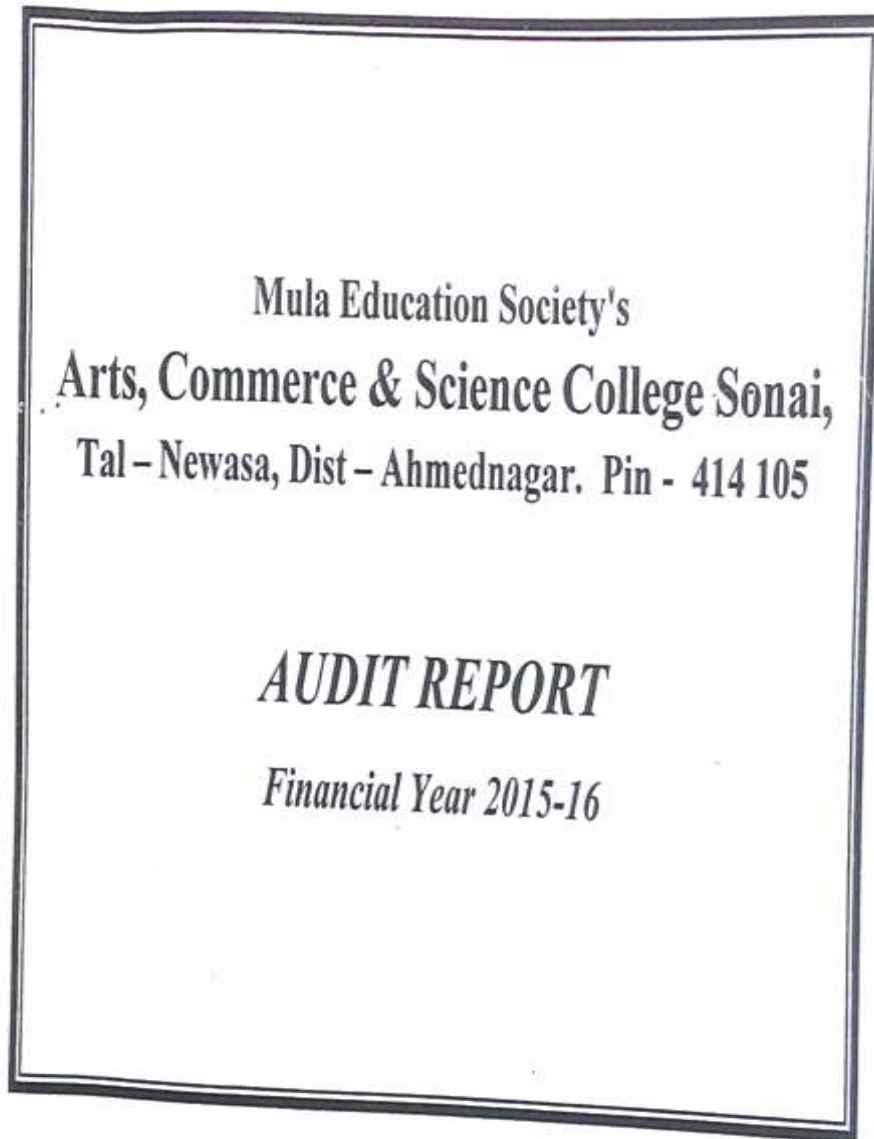 Mula Education Society's
Arts, Commerce & Science College Sonai,
Tal – Newasa, Dist – Ahmednagar. Pin - 414 105
AUDIT REPORT
Financial Year 2015-16